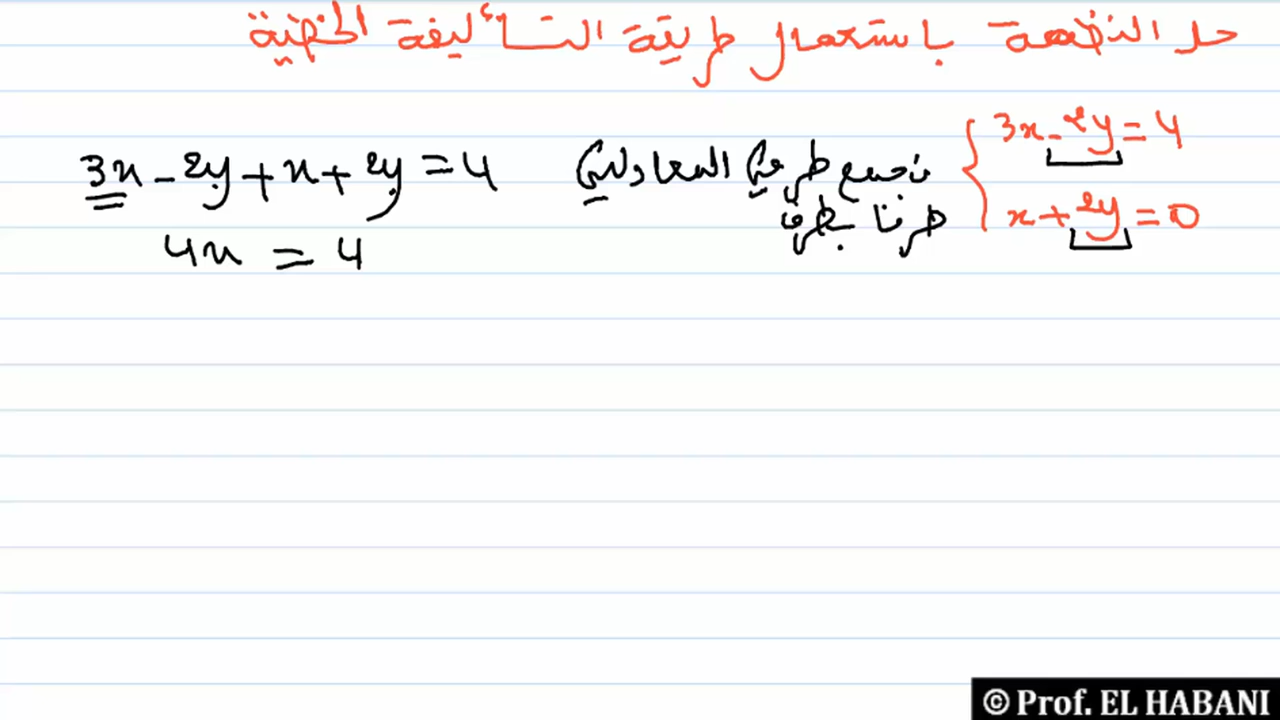 حل النظمة باستعمال طريقة التأليفة الخطية
{ 3x - 2y = 4
x + 2y = 0
نجمع طرفي المعادلتين
طرفا بطرف
3x - 2y + x + 2y = 4
4x = 4
© Prof. EL HABANI